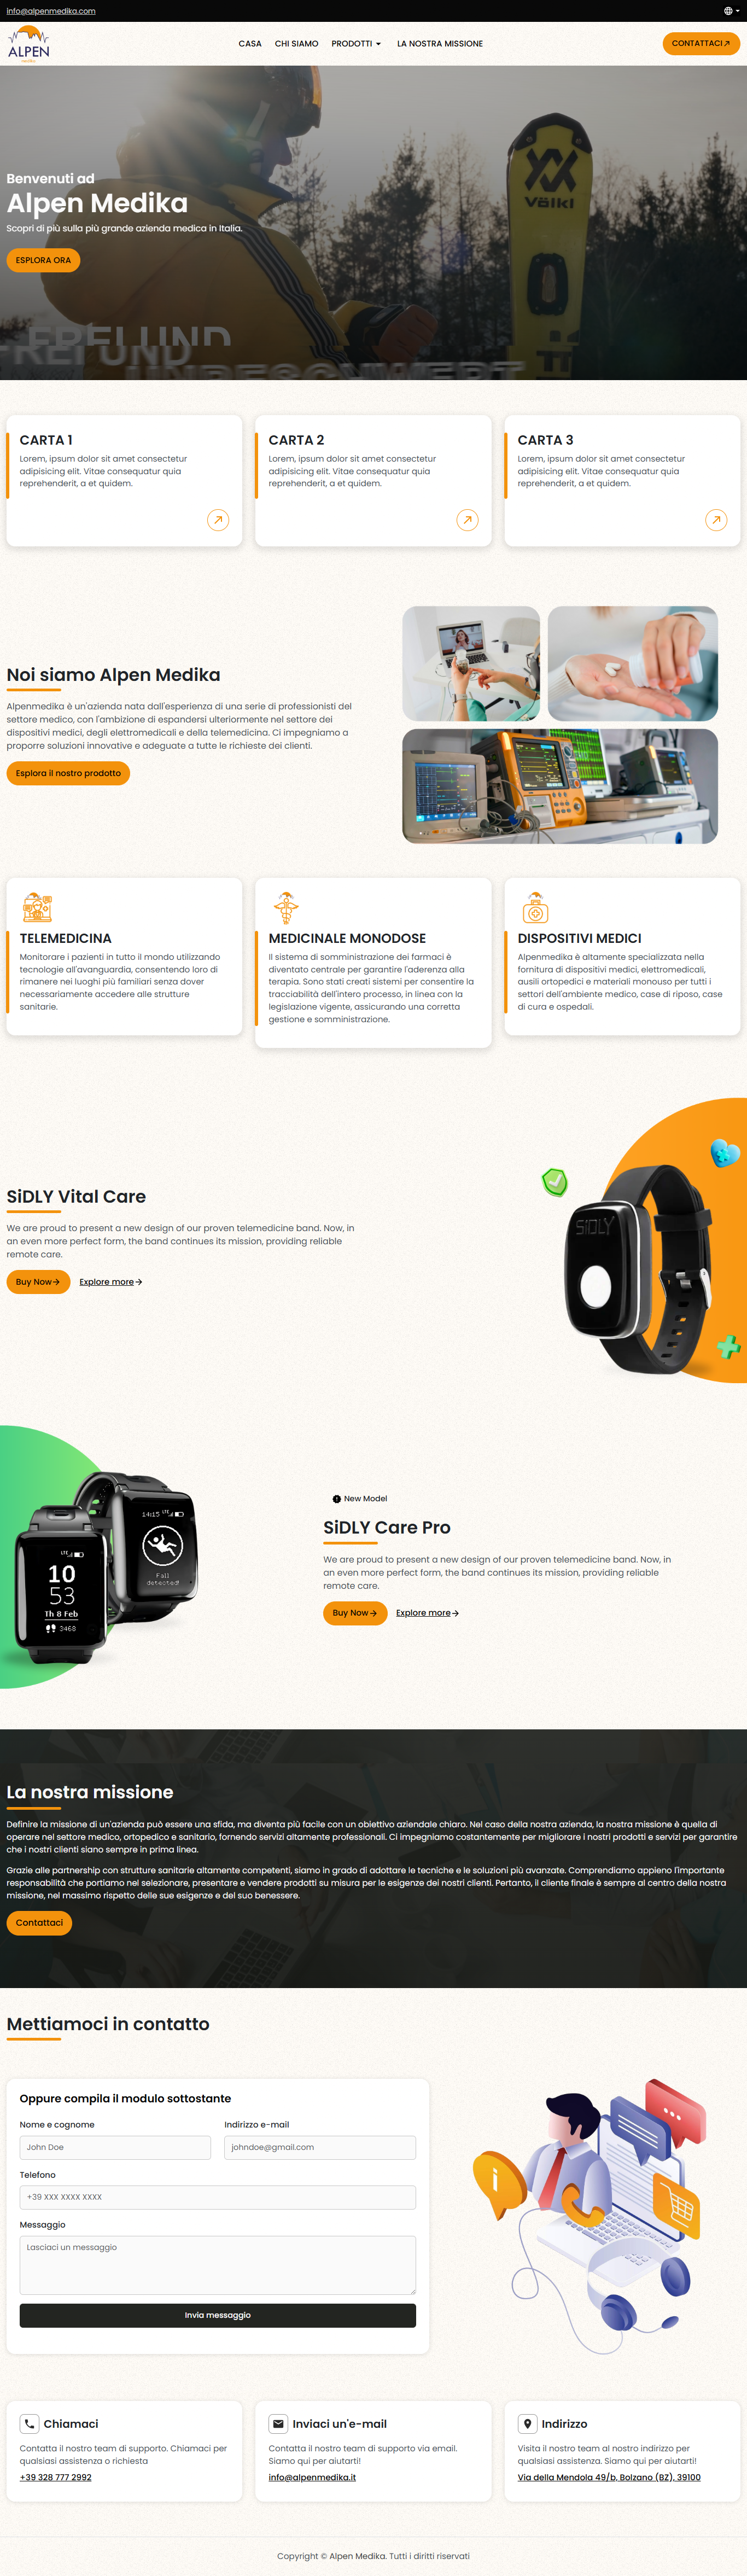 info@alpenmedika.com
ALPEN
medika
CASA
CHI SIAMO
PRODOTTI
LA NOSTRA MISSIONE
CONTATTACI
Benvenuti ad
Alpen Medika
Scopri di più sulla più grande azienda medica in Italia.
ESPLORA ORA
Völkl
CARTA 1
Lorem, ipsum dolor sit amet consectetur
adipisicing elit. Vitae consequatur quia
reprehenderit, a et quidem.
CARTA 2
Lorem, ipsum dolor sit amet consectetur
adipisicing elit. Vitae consequatur quia
reprehenderit, a et quidem.
CARTA 3
Lorem, ipsum dolor sit amet consectetur
adipisicing elit. Vitae consequatur quia
reprehenderit, a et quidem.
Noi siamo Alpen Medika
Alpenmedika è un'azienda nata dall'esperienza di una serie di professionisti del
settore medico, con l'ambizione di espandersi ulteriormente nel settore dei
dispositivi medici, degli elettromedicali e della telemedicina. Ci impegniamo a
proporre soluzioni innovative e adeguate a tutte le richieste dei clienti.
Esplora il nostro prodotto
TELEMEDICINA
Monitorare i pazienti in tutto il mondo utilizzando
tecnologie all'avanguardia, consentendo loro di
rimanere nei luoghi più familiari senza dover
necessariamente accedere alle strutture
sanitarie.
MEDICINALE MONODOSE
Il sistema di somministrazione dei farmaci è
diventato centrale per garantire l'aderenza alla
terapia. Sono stati creati sistemi per consentire la
tracciabilità dell'intero processo, in linea con la
legislazione vigente, assicurando una corretta
gestione e somministrazione.
DISPOSITIVI MEDICI
Alpenmedika è altamente specializzata nella
fornitura di dispositivi medici, elettromedicali,
ausili ortopedici e materiali monouso per tutti i
settori dell'ambiente medico, case di riposo, case
di cura e ospedali.
SiDLY Vital Care
We are proud to present a new design of our proven telemedicine band. Now, in
an even more perfect form, the band continues its mission, providing reliable
remote care.
Buy Now
Explore more
SiDLY
14:15 LTE
Fall
detected!
LTE
10
53
Th 8 Feb
3468
New Model
SiDLY Care Pro
We are proud to present a new design of our proven telemedicine band. Now, in
an even more perfect form, the band continues its mission, providing reliable
remote care.
Buy Now
Explore more
La nostra missione
Definire la missione di un'azienda può essere una sfida, ma diventa più facile con un obiettivo aziendale chiaro. Nel caso della nostra azienda, la nostra missione è quella di
operare nel settore medico, ortopedico e sanitario, fornendo servizi altamente professionali. Ci impegniamo costantemente per migliorare i nostri prodotti e servizi per garantire
che i nostri clienti siano sempre in prima linea.
Grazie alle partnership con strutture sanitarie altamente competenti, siamo in grado di adottare le tecniche e le soluzioni più avanzate. Comprendiamo appieno l'importante
responsabilità che portiamo nel selezionare, presentare e vendere prodotti su misura per le esigenze dei nostri clienti. Pertanto, il cliente finale è sempre al centro della nostra
missione, nel massimo rispetto delle sue esigenze e del suo benessere.
Contattaci
Mettiamoci in contatto
Oppure compila il modulo sottostante
Nome e cognome
Indirizzo e-mail
John Doe
johndoe@gmail.com
Telefono
+39 XXX XXXX XXXX
Messaggio
Lasciaci un messaggio
Invia messaggio
Chiamaci
Contatta il nostro team di supporto. Chiamaci per
qualsiasi assistenza o richiesta
+39 328 777 2992
Inviaci un'e-mail
Contatta il nostro team di supporto via email.
Siamo qui per aiutarti!
info@alpenmedika.it
Indirizzo
Visita il nostro team al nostro indirizzo per
qualsiasi assistenza. Siamo qui per aiutarti!
Via della Mendola 49/b, Bolzano (BZ), 39100
Copyright © Alpen Medika. Tutti i diritti riservati